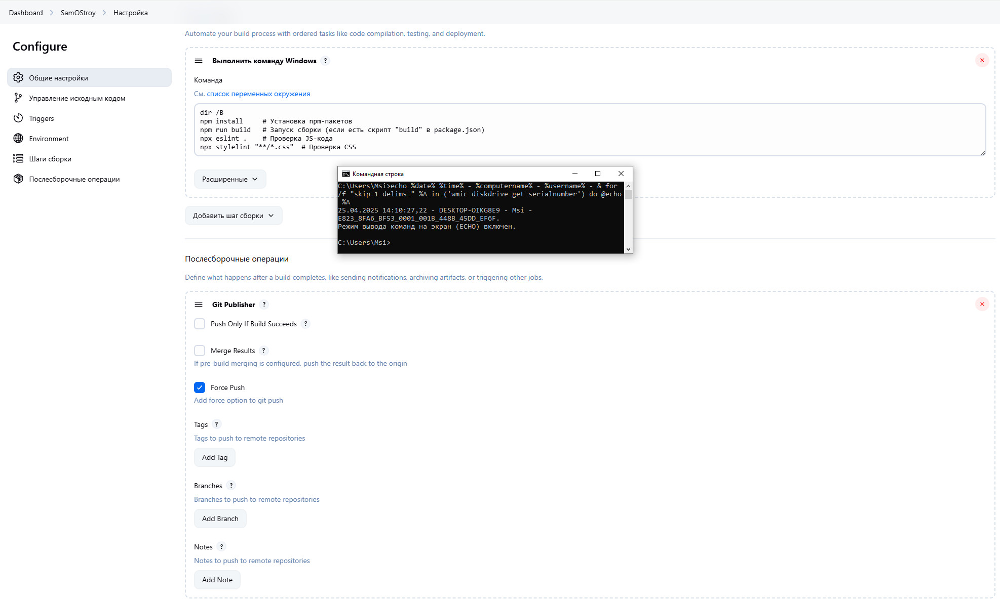 Dashboard > SamOStroy > Настройка
Configure
Общие настройки
Управление исходным кодом
Triggers
Environment
Шаги сборки
Послесборочные операции
Automate your build process with ordered tasks like code compilation, testing, and deployment.
Выполнить команду Windows ?
Команда
См. список переменных окружения
dir /B
npm install     # Установка npm-пакетов
npm run build   # Запуск сборки (если есть скрипт "build" в package.json)
npx eslint .    # Проверка JS-кода
npx stylelint "**/*.css"  # Проверка CSS
Расширенные
Добавить шаг сборки
Командная строка
C:\Users\Msi>echo %date% %time% - %computername% - %username% - & for
/f "skip=1 delims=" %A in ('wmic diskdrive get serialnumber') do @echo
%A
25.04.2025 14:10:27,22 - DESKTOP-OIKG8E9 - Msi -
E823_8FA6_BF53_0001_001B_448B_45DD_EF6F.
Режим вывода команд на экран (ECHO) включен.
C:\Users\Msi>
Послесборочные операции
Define what happens after a build completes, like sending notifications, archiving artifacts, or triggering other jobs.
Git Publisher ?
Push Only If Build Succeeds ?
Merge Results ?
If pre-build merging is configured, push the result back to the origin
Force Push
Add force option to git push
Tags ?
Tags to push to remote repositories
Add Tag
Branches ?
Branches to push to remote repositories
Add Branch
Notes ?
Notes to push to remote repositories
Add Note